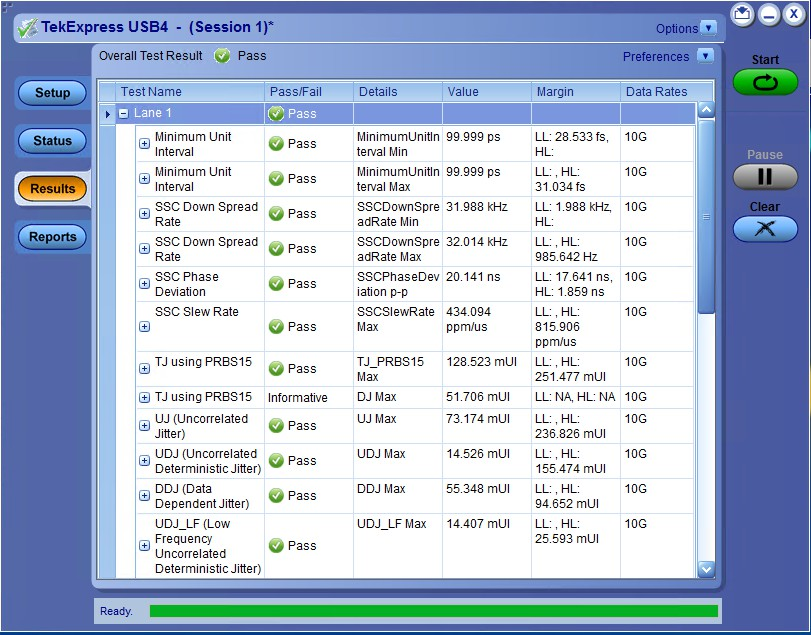 TekExpress USB4 - (Session 1)*
Options
Overall Test Result Pass
Preferences
Start
Pause
Clear
Setup
Status
Results
Reports
Test Name Pass/Fail Details Value Margin Data Rates
Lane 1 Pass
Minimum Unit MinimumUnitIn 99.999 ps LL: 28.533 fs, 10G
Interval Pass terval Min HL:
Minimum Unit MinimumUnitIn 99.999 ps LL: , HL: 10G
Interval Pass terval Max 31.034 fs
SSC Down Spread SSCDownSpre 31.988 kHz LL: 1.988 kHz, 10G
Rate Pass adRate Min HL:
SSC Down Spread SSCDownSpre 32.014 kHz LL: , HL: 10G
Rate Pass adRate Max 985.642 Hz
SSC Phase SSCPhaseDev 20.141 ns LL: 17.641 ns, 10G
Deviation Pass iation p-p HL: 1.859 ns
SSC Slew Rate SSCSlewRate 434.094 LL: , HL: 10G
Pass Max ppm/us 815.906
ppm/us
TJ using PRBS15 TJ_PRBS15 128.523 mUI LL: , HL: 10G
Pass Max 251.477 mUI
TJ using PRBS15 Informative DJ Max 51.706 mUI LL: NA, HL: NA 10G
UJ (Uncorrelated UJ Max 73.174 mUI LL: , HL: 10G
Jitter) Pass 236.826 mUI
UDJ (Uncorrelated UDJ Max 14.526 mUI LL: , HL: 10G
Deterministic Jitter) Pass 155.474 mUI
DDJ (Data DDJ Max 55.348 mUI LL: , HL: 10G
Dependent Jitter) Pass 94.652 mUI
UDJ_LF (Low UDJ_LF Max 14.407 mUI LL: , HL: 10G
Frequency 25.593 mUI
Uncorrelated Pass
Deterministic Jitter)
Ready.